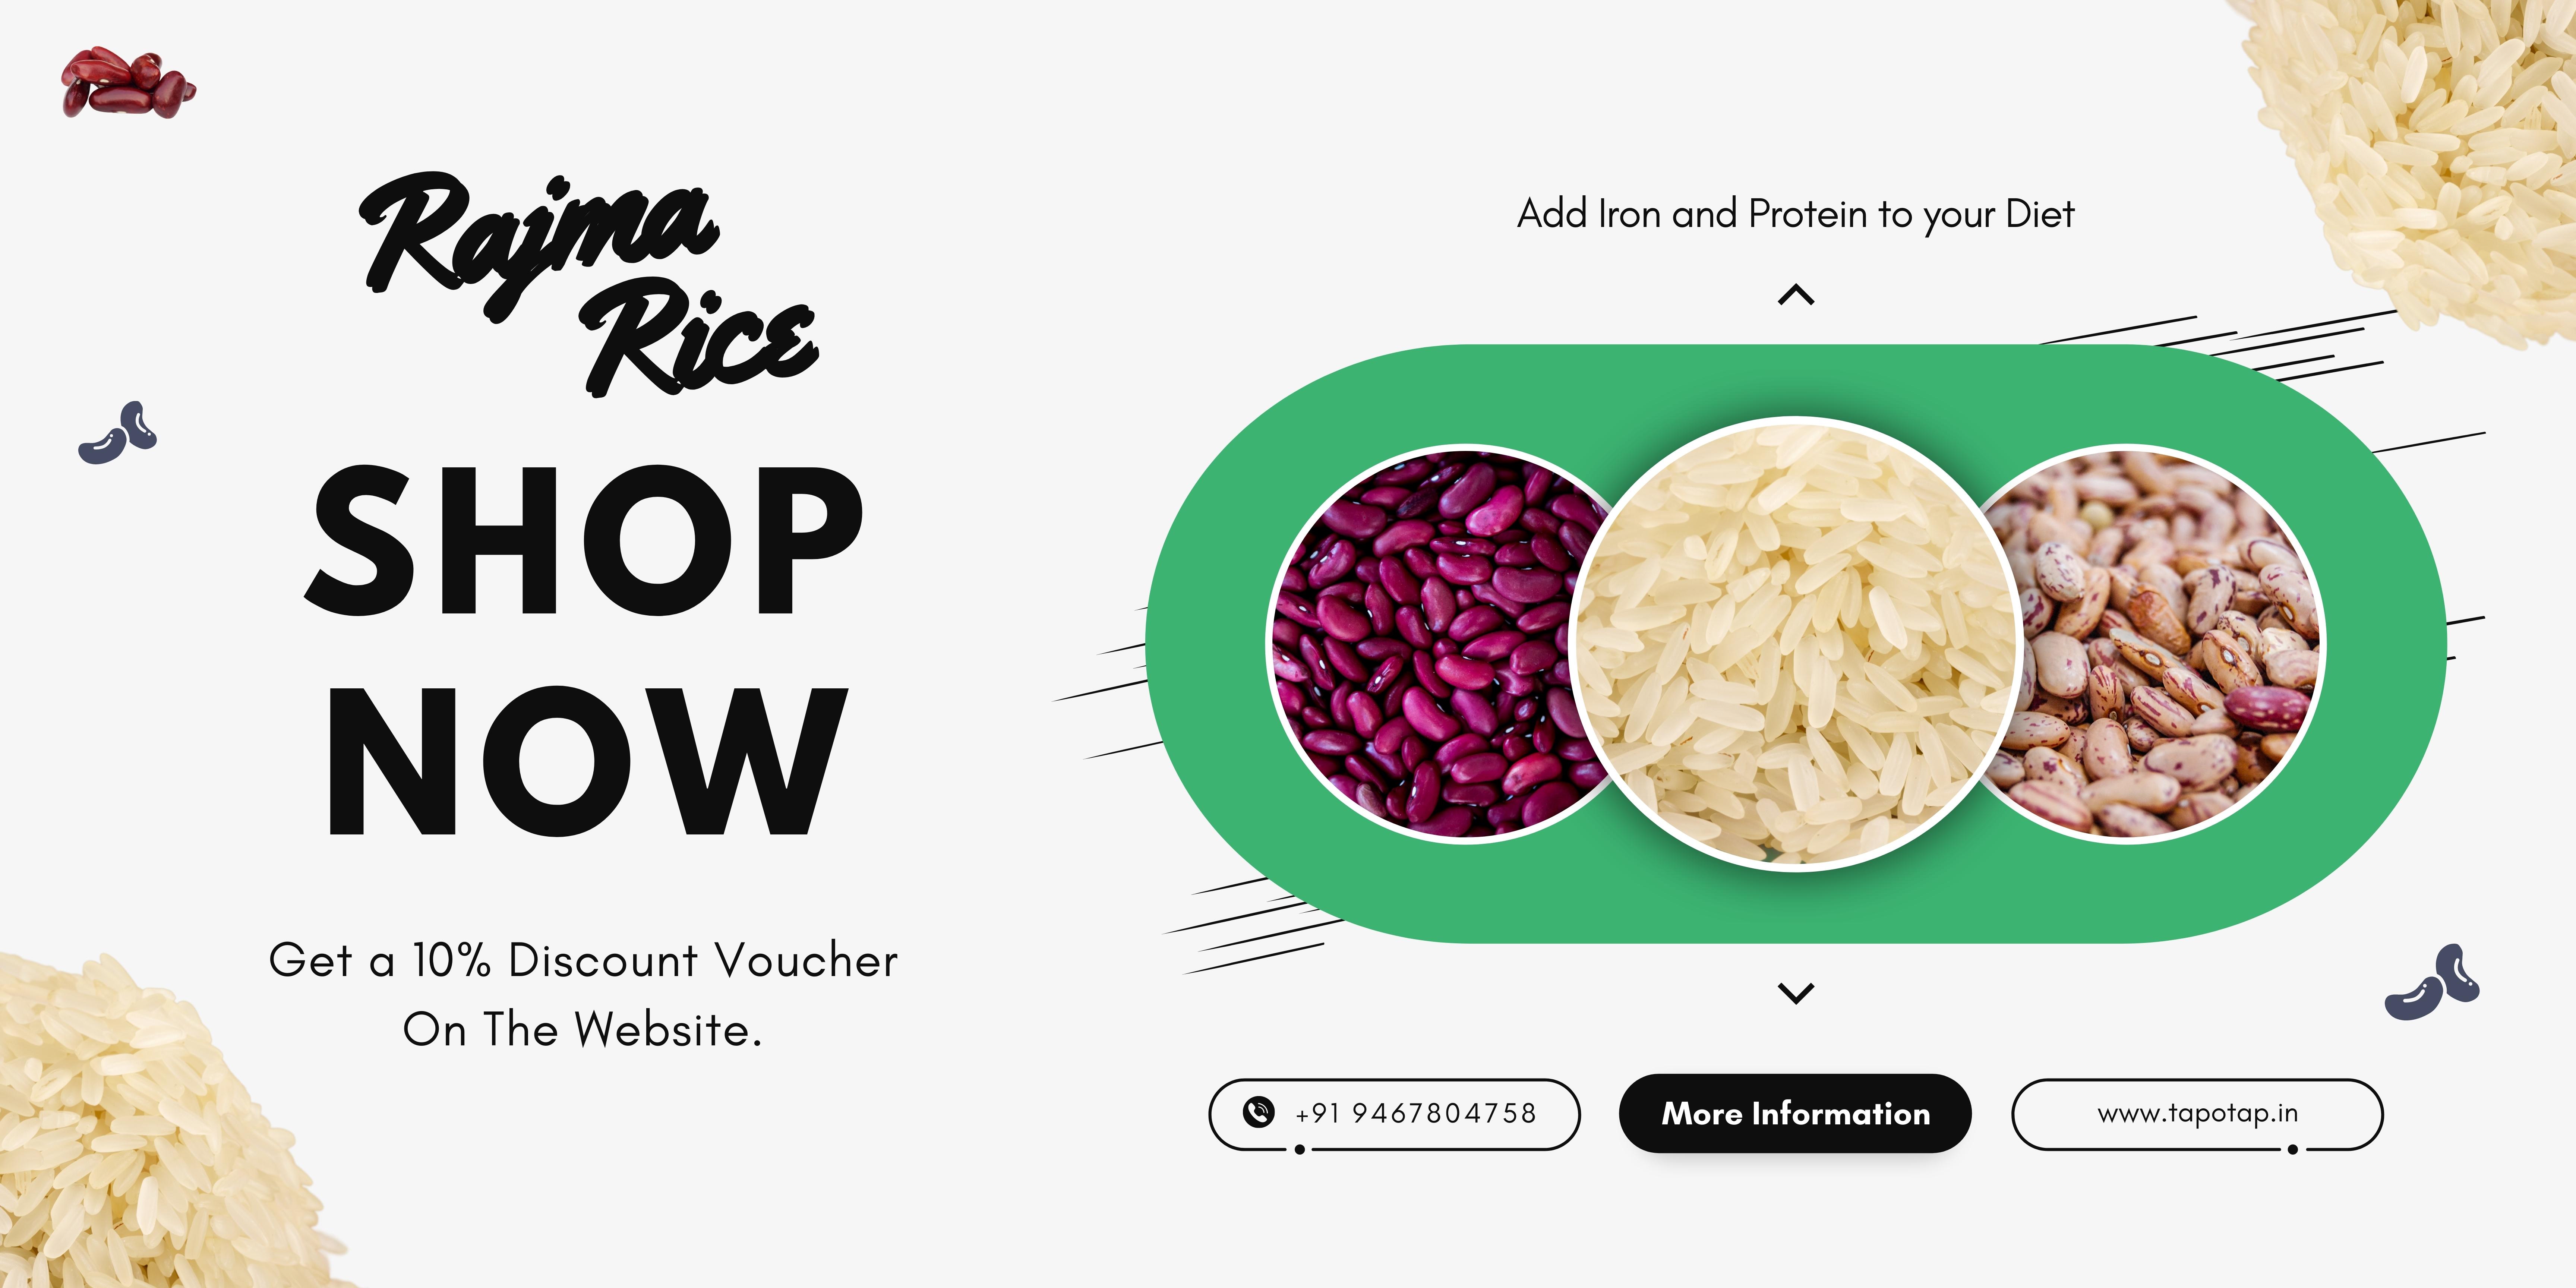 Rajma
Rice
SHOP
NOW
Get a 10% Discount Voucher
On The Website.
Add Iron and Protein to your Diet
+91 9467804758
More Information
www.tapotap.in